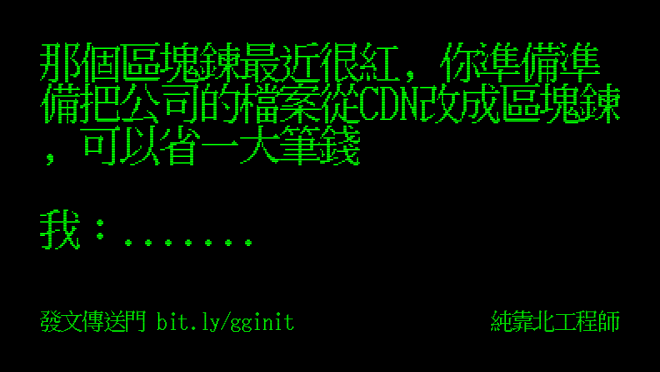 那個區塊鍊最近很紅，你準備準
備把公司的檔案從CDN改成區塊鍊
，可以省一大筆錢
我：.......
發文傳送門 bit.ly/gginit
純靠北工程師